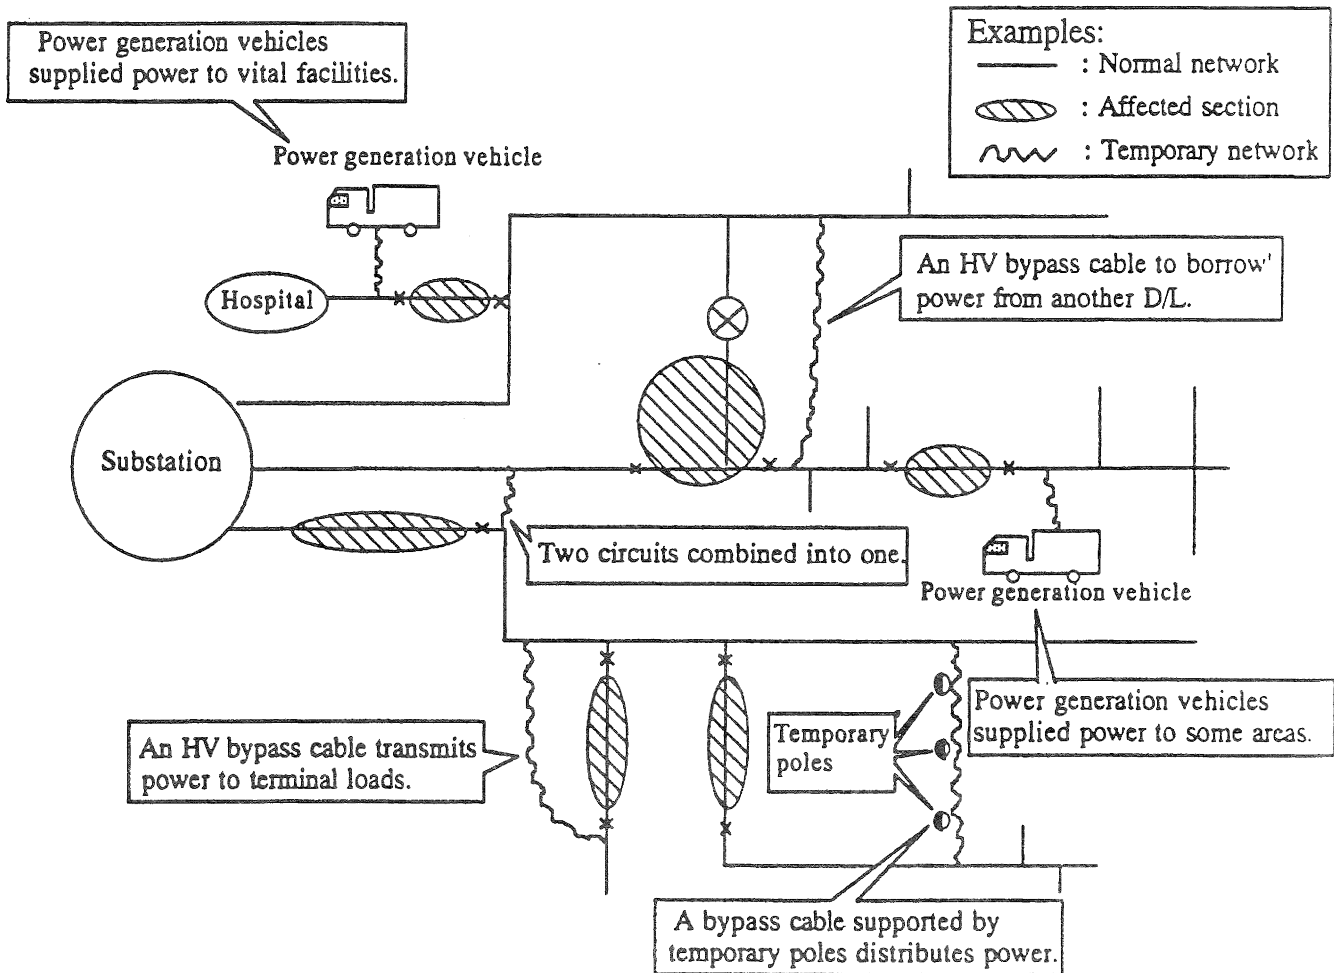 Power generation vehicles
supplied power to vital facilities.
Examples:
: Normal network
: Affected section
: Temporary network
Power generation vehicle
An HV bypass cable to borrow'
power from another D/L.
Hospital
Substation
Two circuits combined into one.
Power generation vehicle
Power generation vehicles
supplied power to some areas.
Temporary
poles
An HV bypass cable transmits
power to terminal loads.
A bypass cable supported by
temporary poles distributes power.